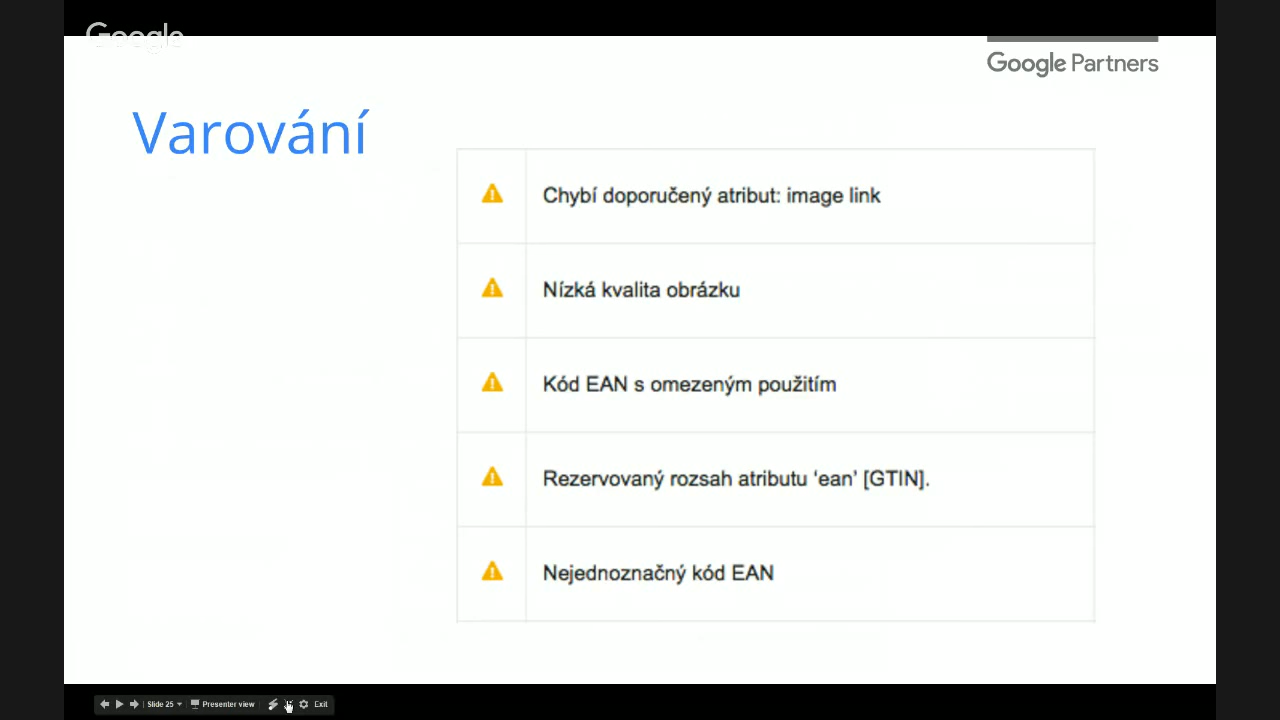 Google
Google Partners
Varování
Chybí doporučený atribut: image link
Nízká kvalita obrázku
Kód EAN s omezeným použitím
Rezervovaný rozsah atributu ‘ean’ [GTIN].
Nejednoznačný kód EAN
Slide 25 Presenter view Exit